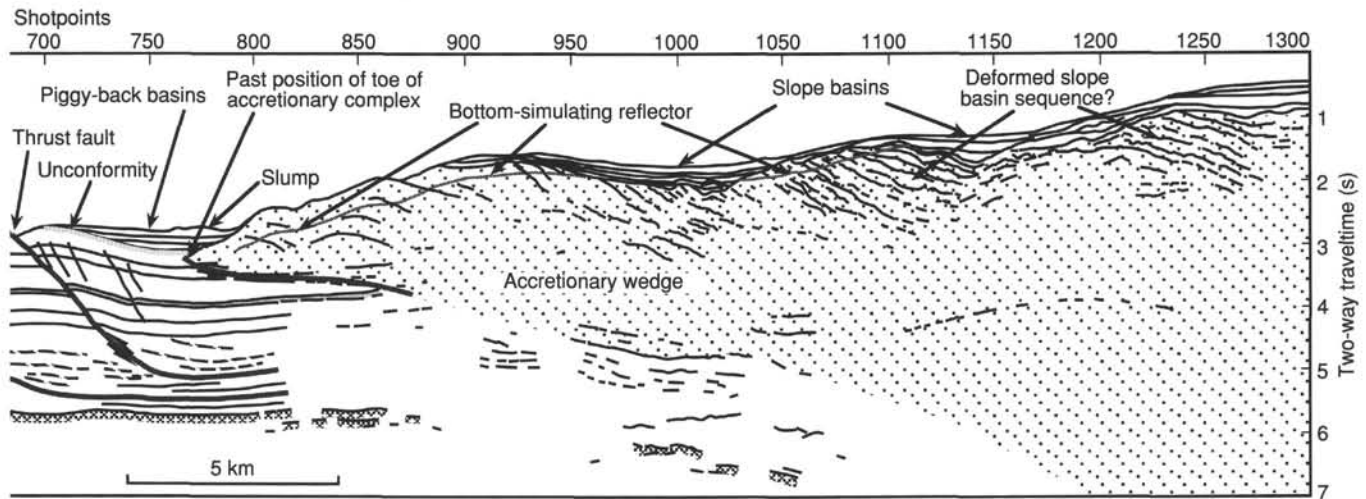 Shotpoints
700 750 800 850 900 950 1000 1050 1100 1150 1200 1250 1300
Past position of toe of
accretionary complex
Deformed slope
basin sequence?
Piggy-back basins
Bottom-simulating reflector
Slope basins
Thrust fault
Unconformity
Slump
Accretionary wedge
5 km
1
2
3
4
5
6
7
Two-way traveltime (s)